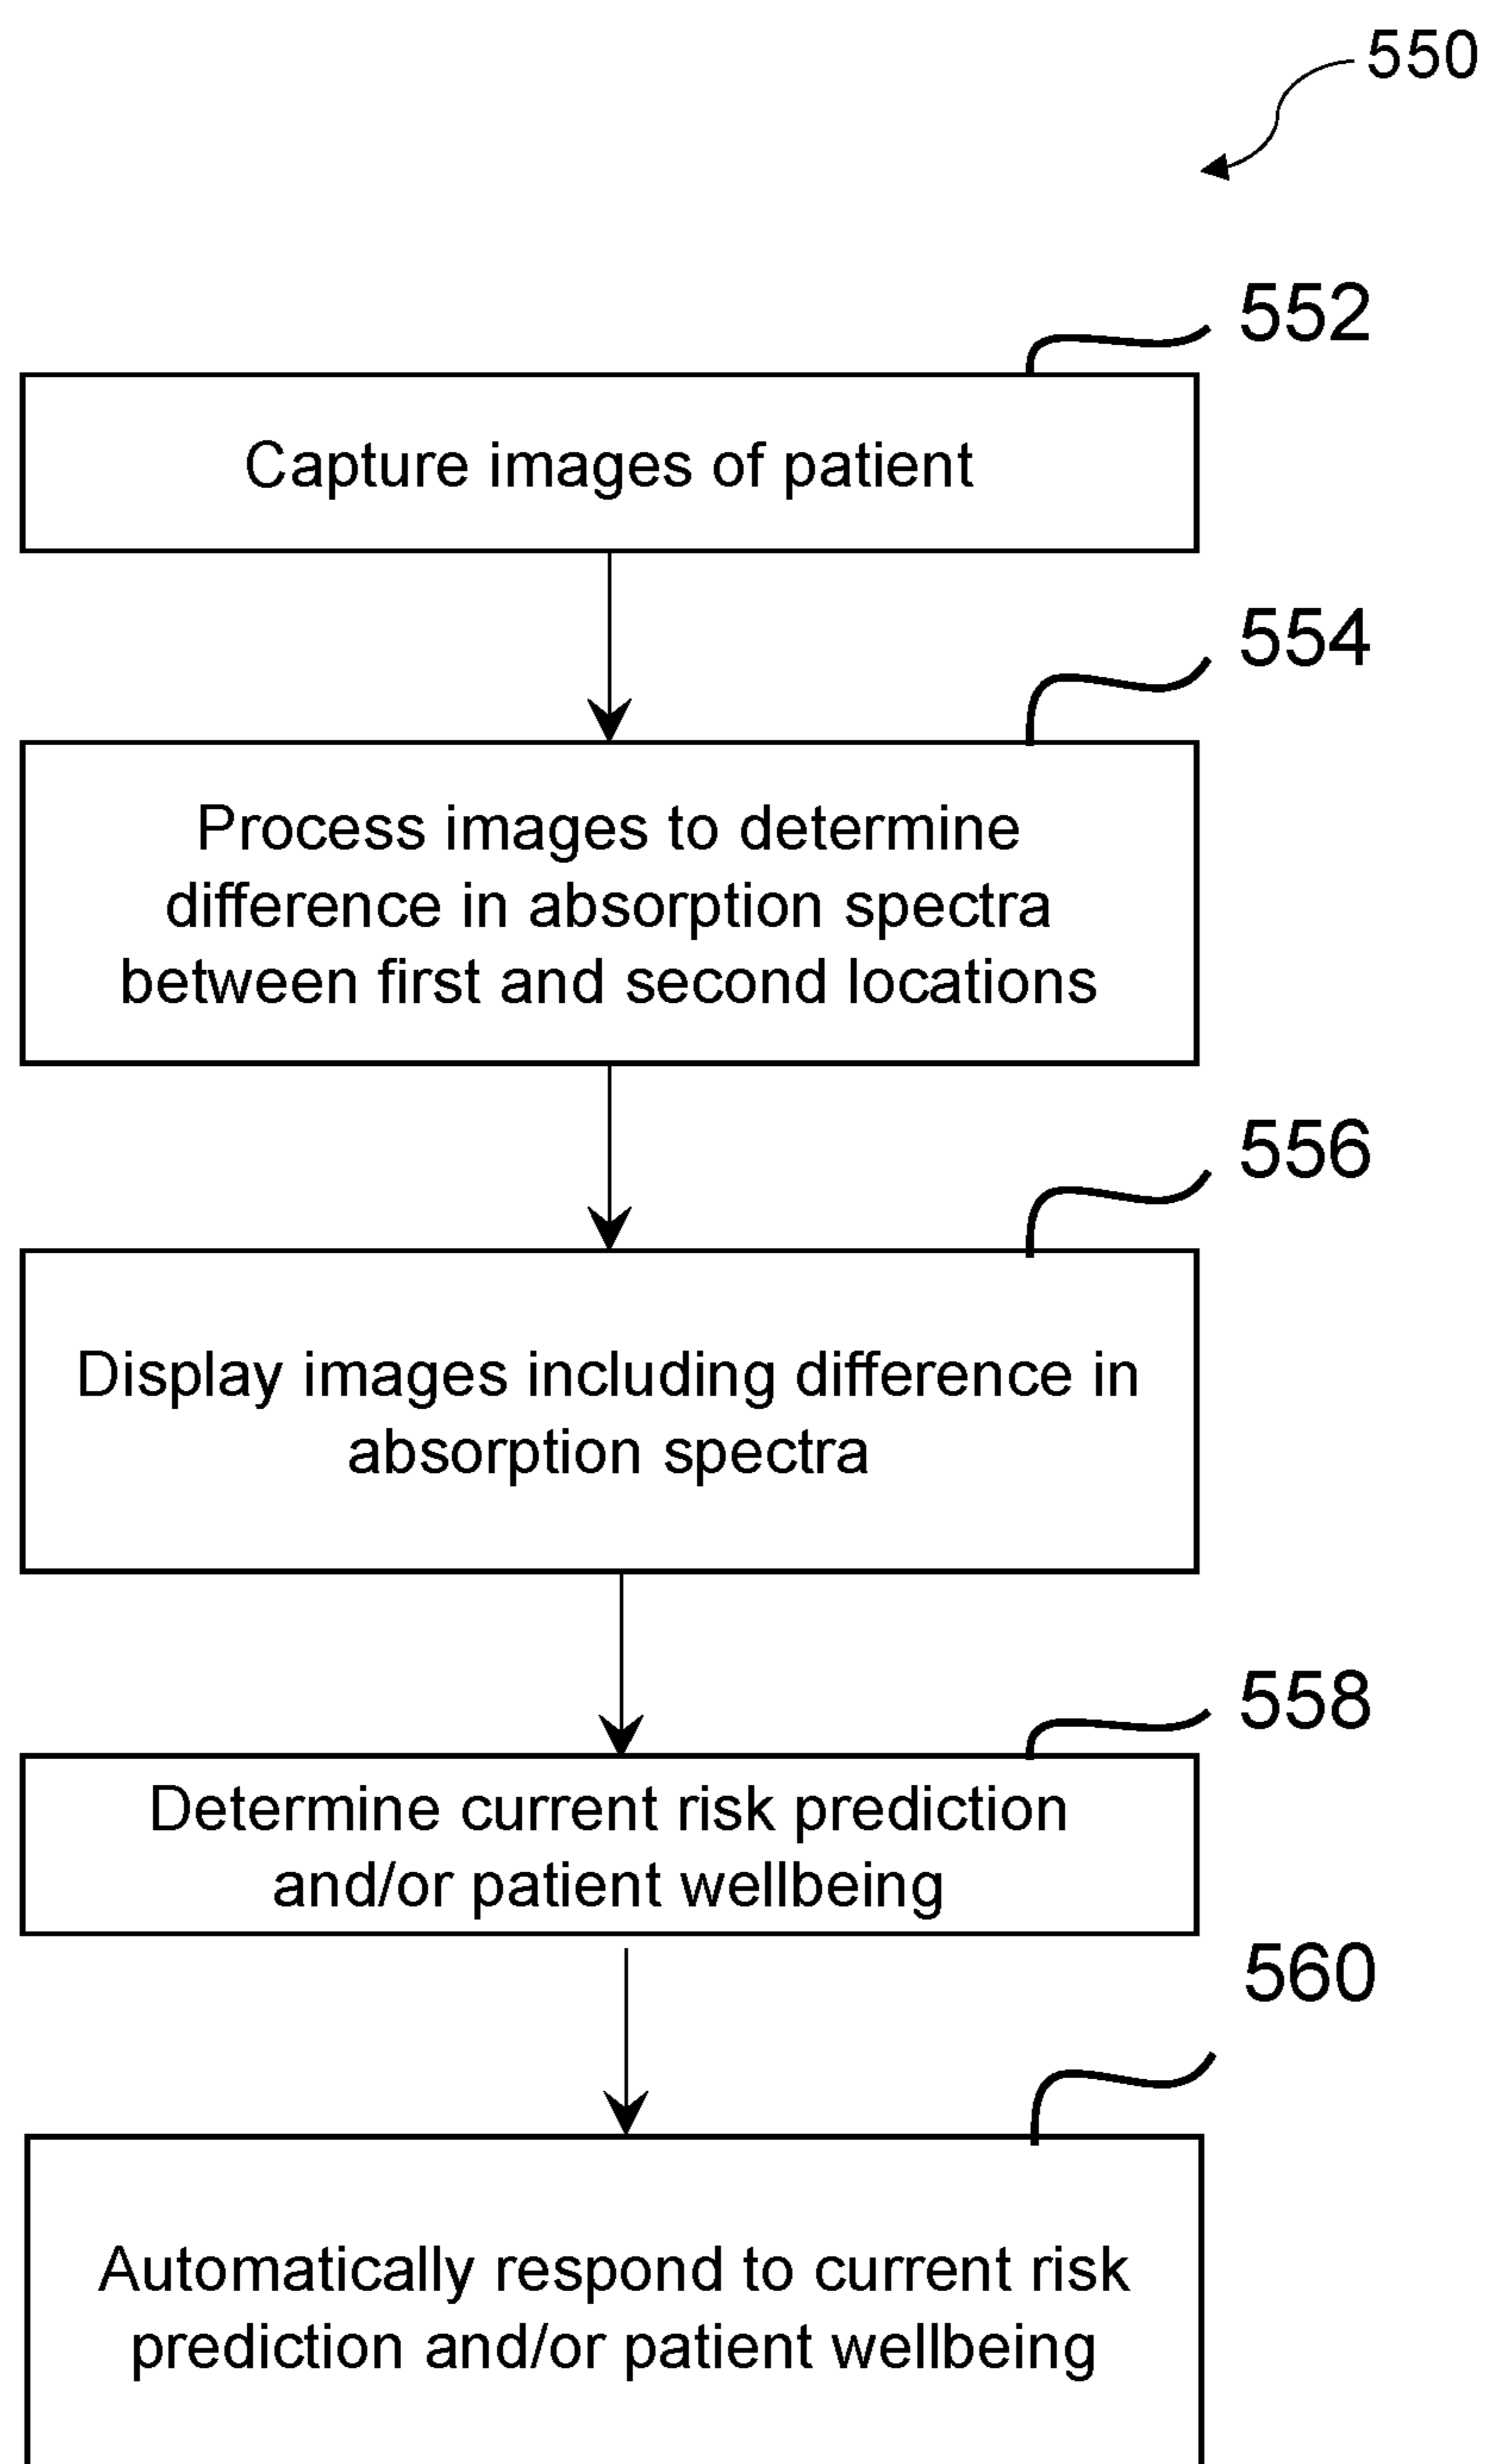 550
552
Capture images of patient
554
Process images to determine
difference in absorption spectra
between first and second locations
556
Display images including difference in
absorption spectra
558
Determine current risk prediction
and/or patient wellbeing
560
Automatically respond to current risk
prediction and/or patient wellbeing